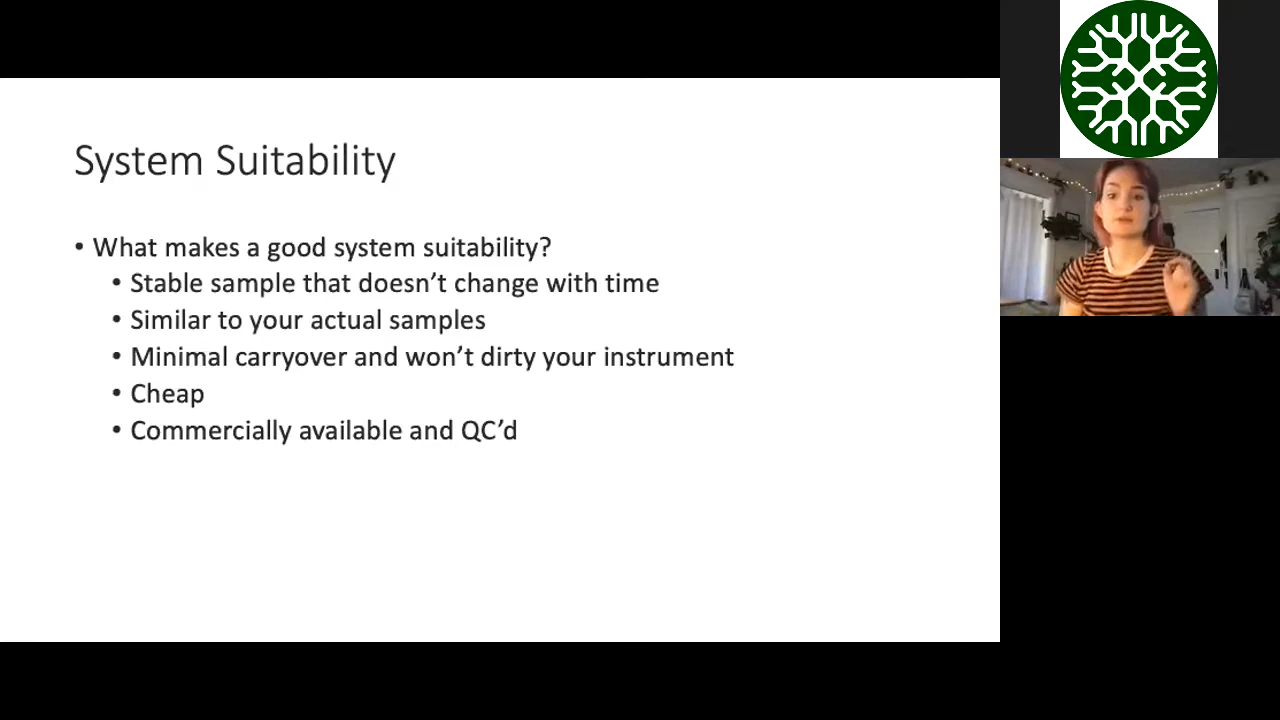 System Suitability
• What makes a good system suitability?
• Stable sample that doesn’t change with time
• Similar to your actual samples
• Minimal carryover and won’t dirty your instrument
• Cheap
• Commercially available and QC’d